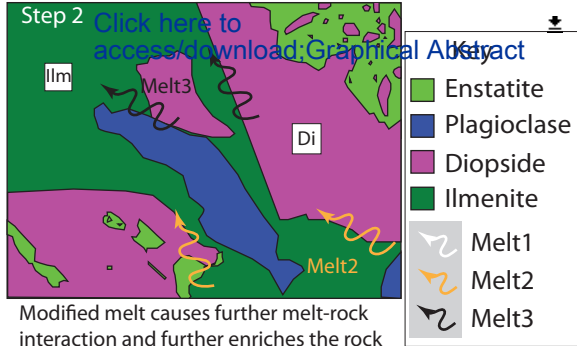 Step 2
Click here to
access/download;Graphical Abstract
Key
Ilm
Melt3
Di
Melt2
Enstatite
Plagioclase
Diopside
Ilmenite
Melt1
Melt2
Melt3
Modified melt causes further melt-rock
interaction and further enriches the rock